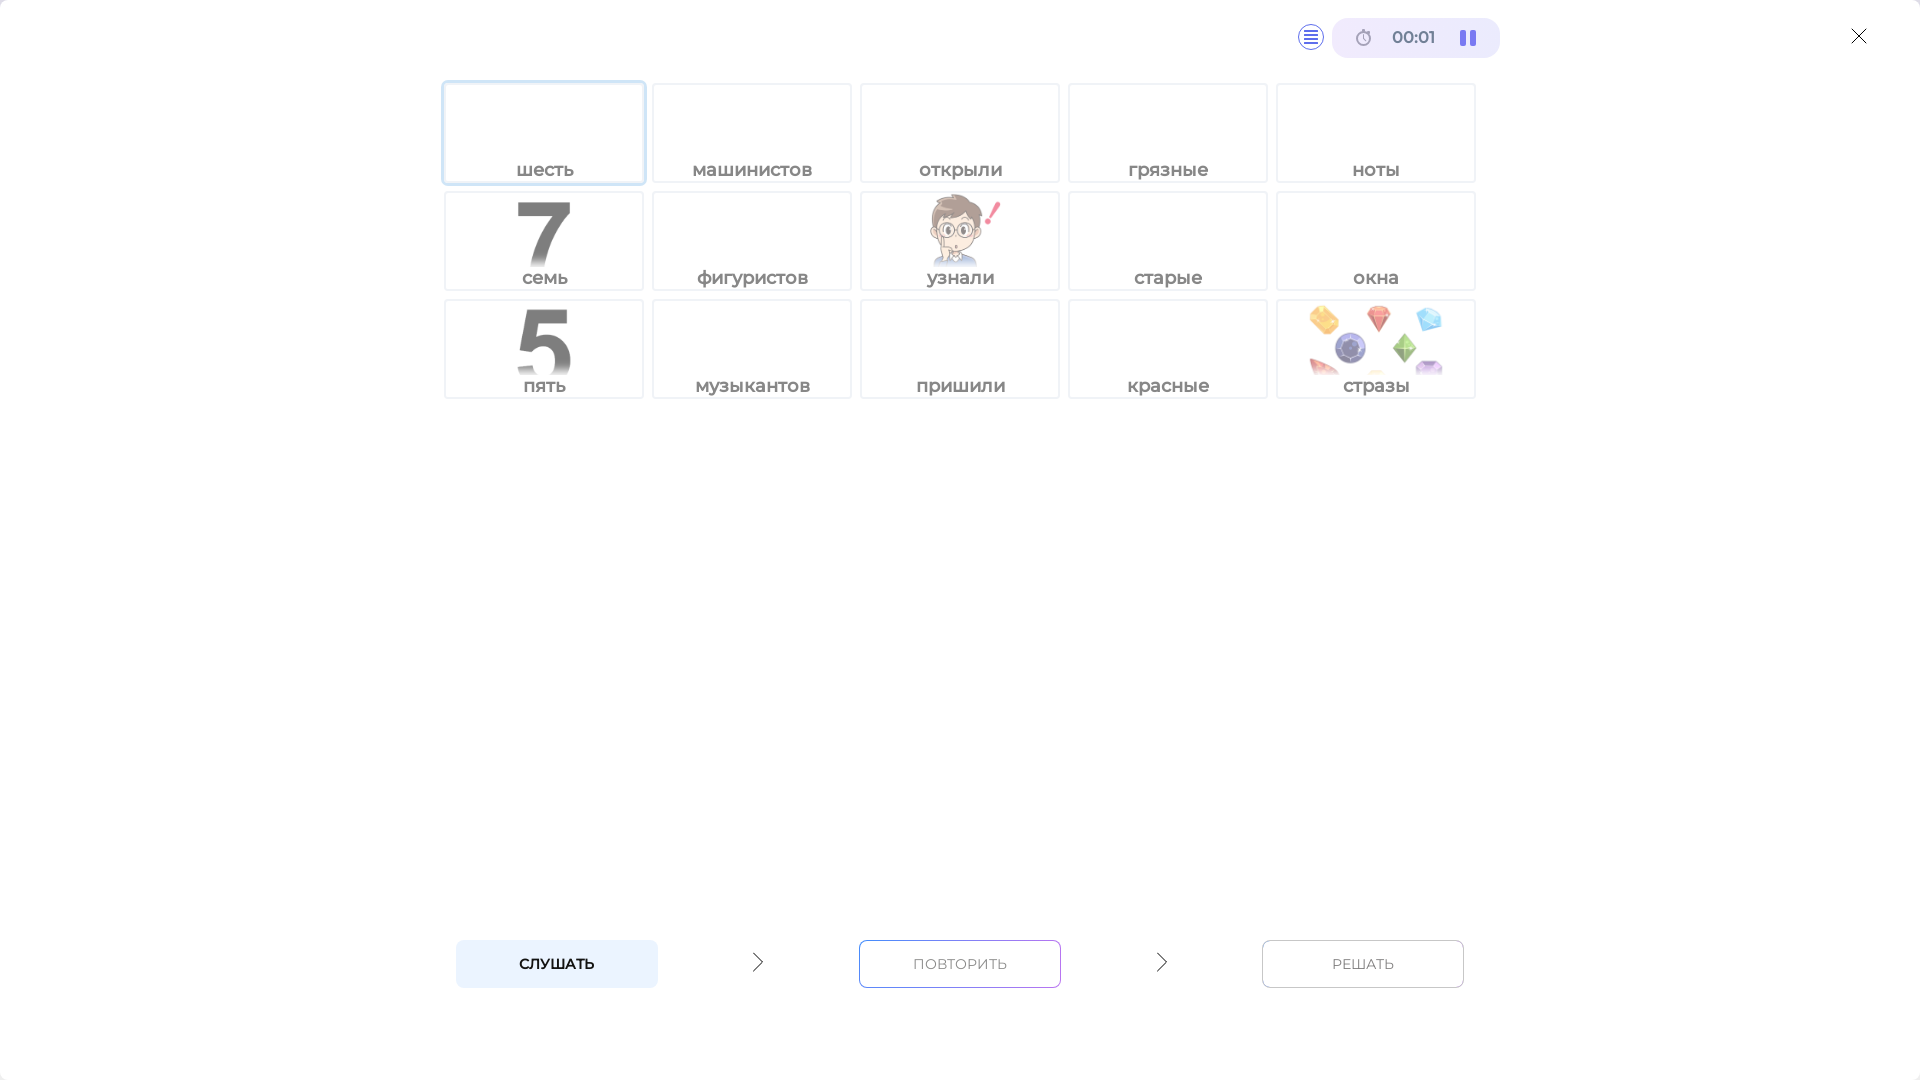 00:01
шесть машинистов открыли грязные ноты
7 !
семь фигуристов узнали старые окна
5
пять музыкантов пришили красные стразы
СЛУШАТЬ ПОВТОРИТЬ РЕШАТЬ